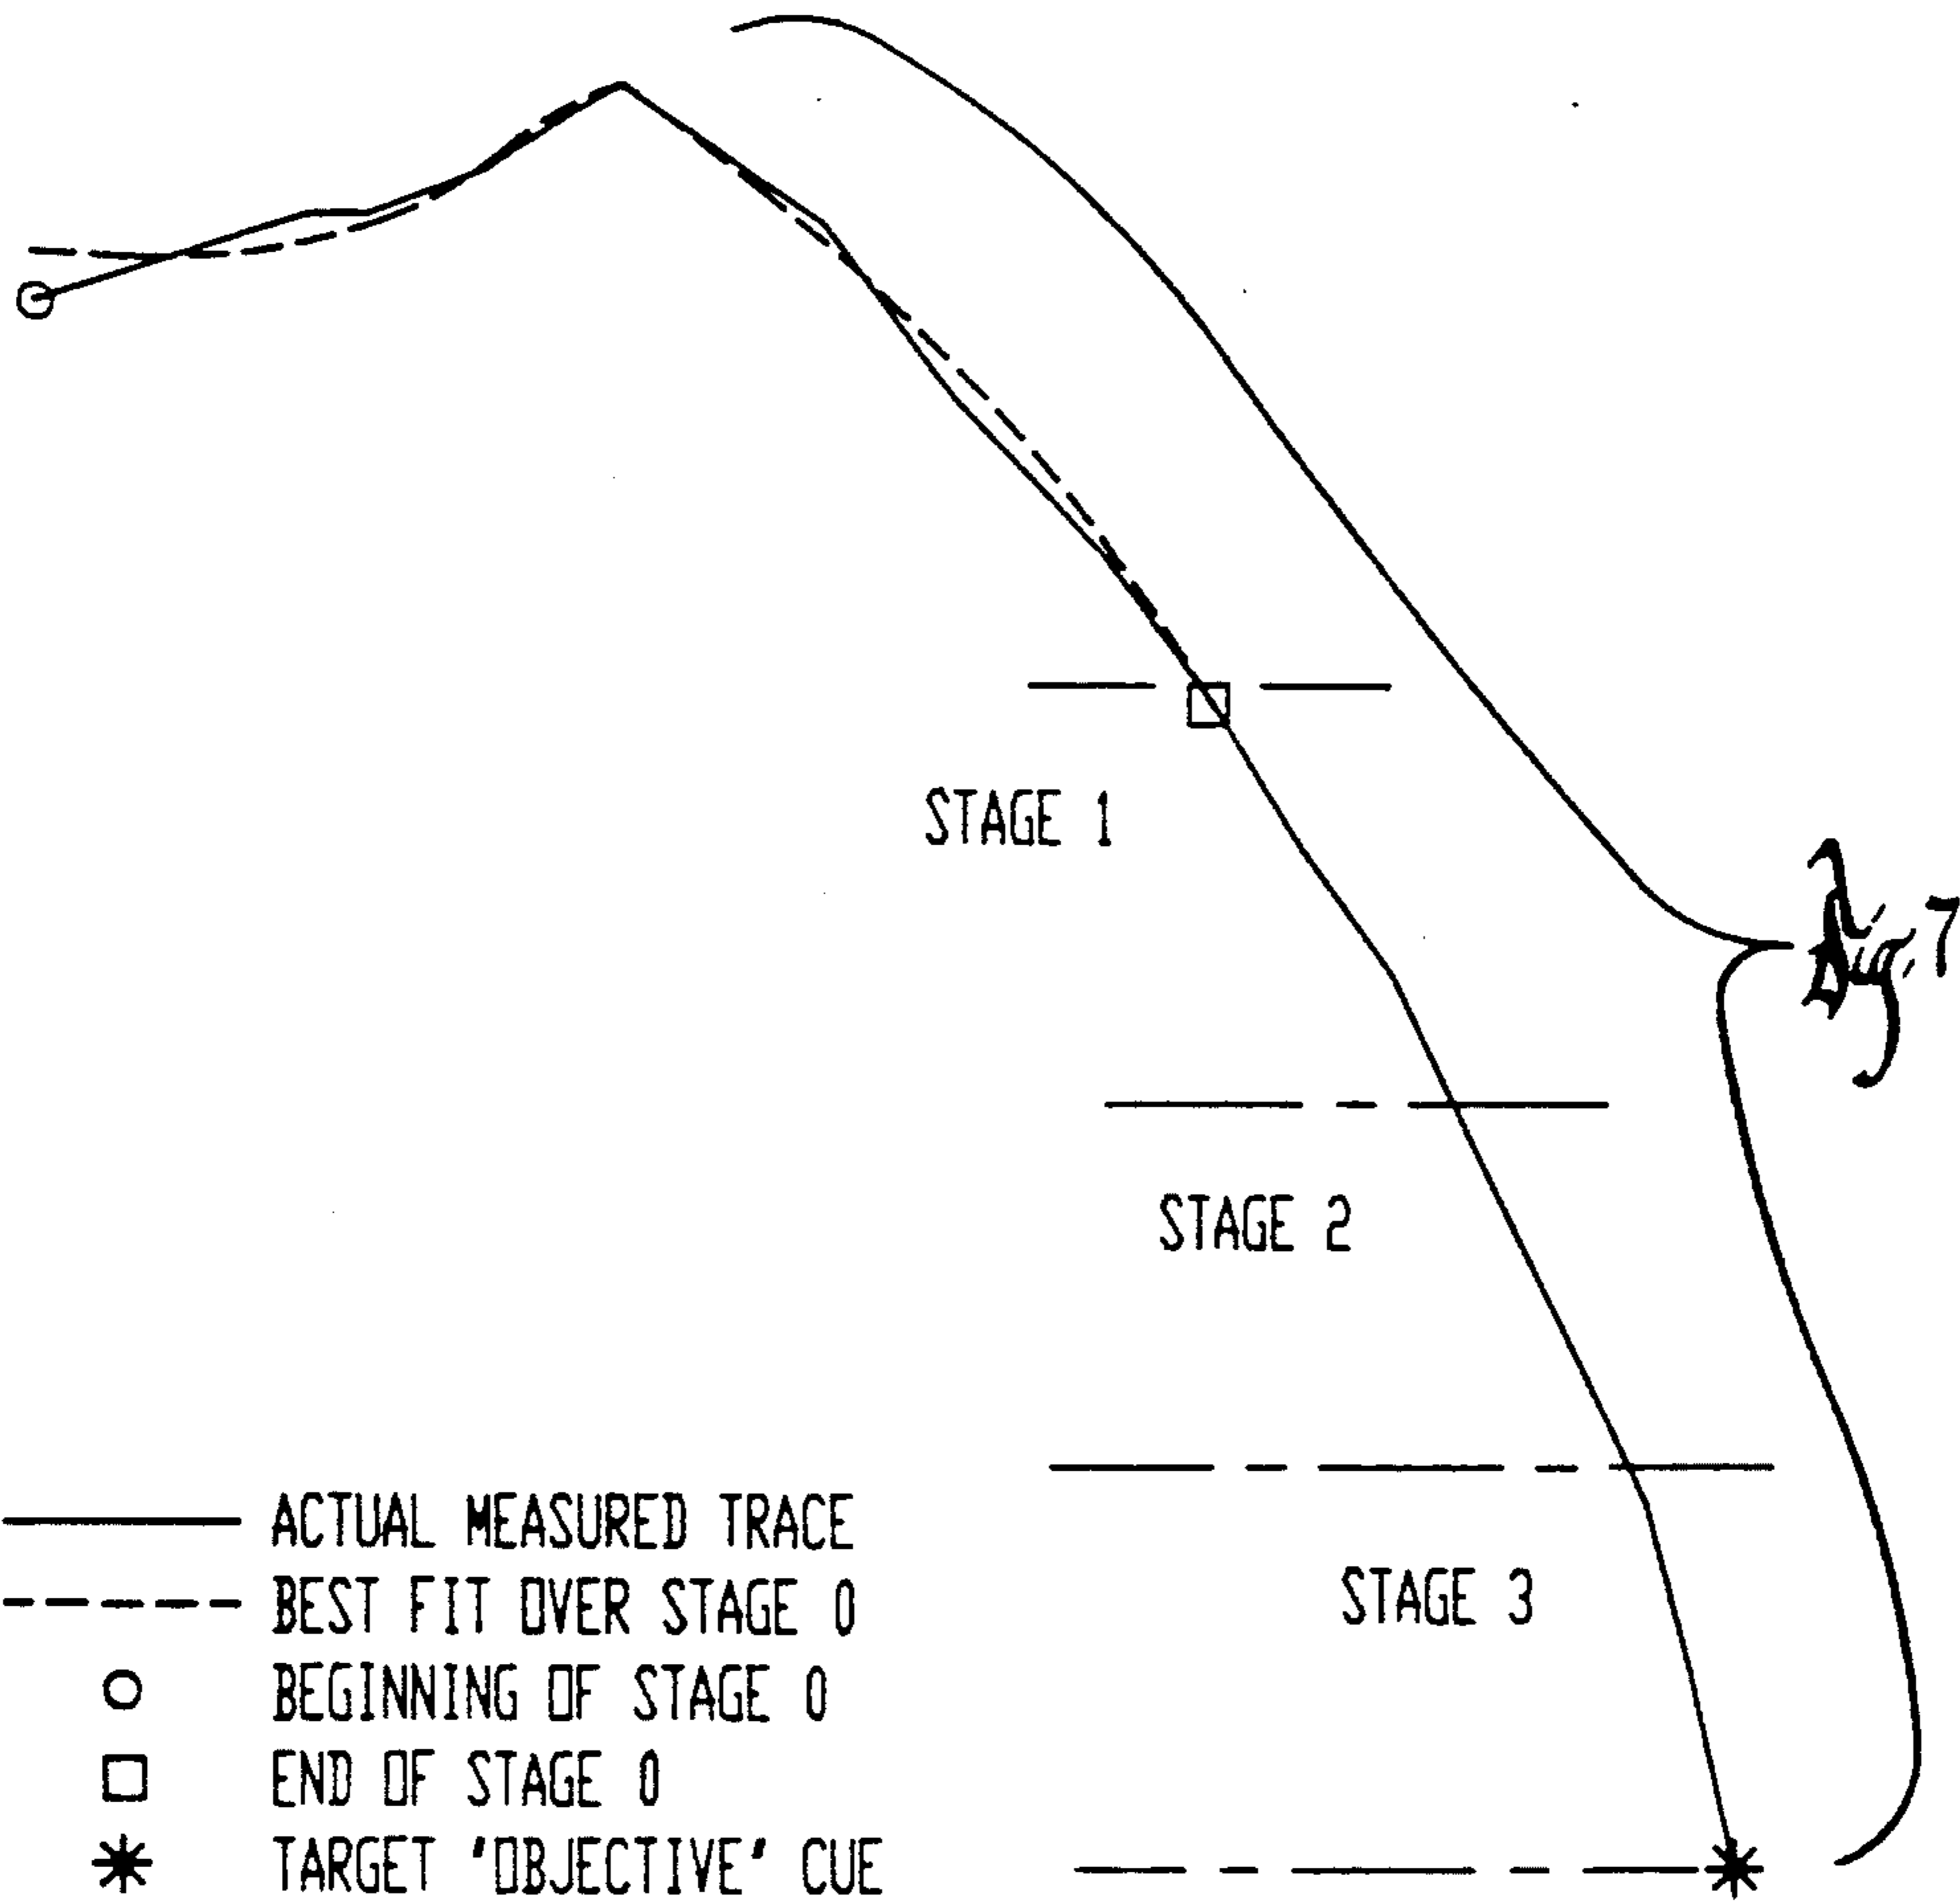 STAGE 1
Fig. 7
STAGE 2
STAGE 3
ACTUAL MEASURED TRACE
BEST FIT OVER STAGE 0
BEGINNING OF STAGE 0
END OF STAGE 0
TARGET 'OBJECTIVE' CUE